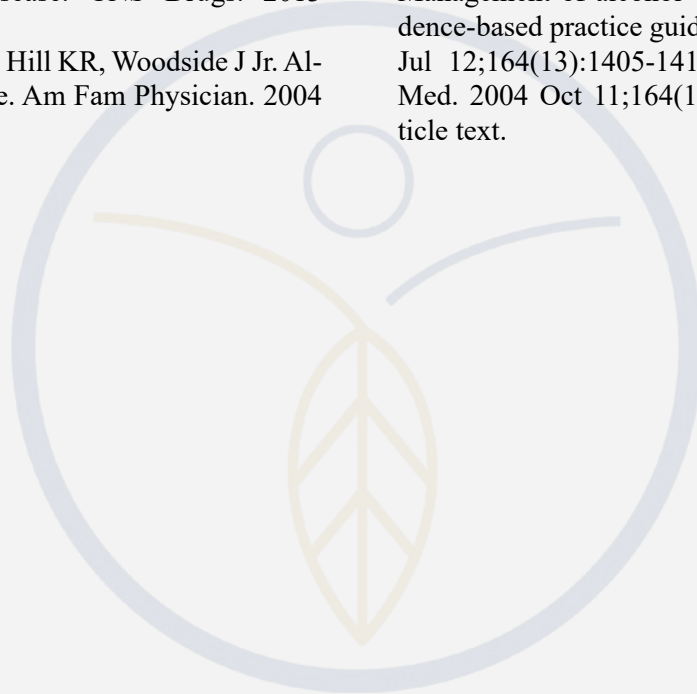 Hill KR, Woodside J Jr. Al-
e. Am Fam Physician. 2004
dence-based practice guid
Jul 12;164(13):1405-141
Med. 2004 Oct 11;164(1
ticle text.